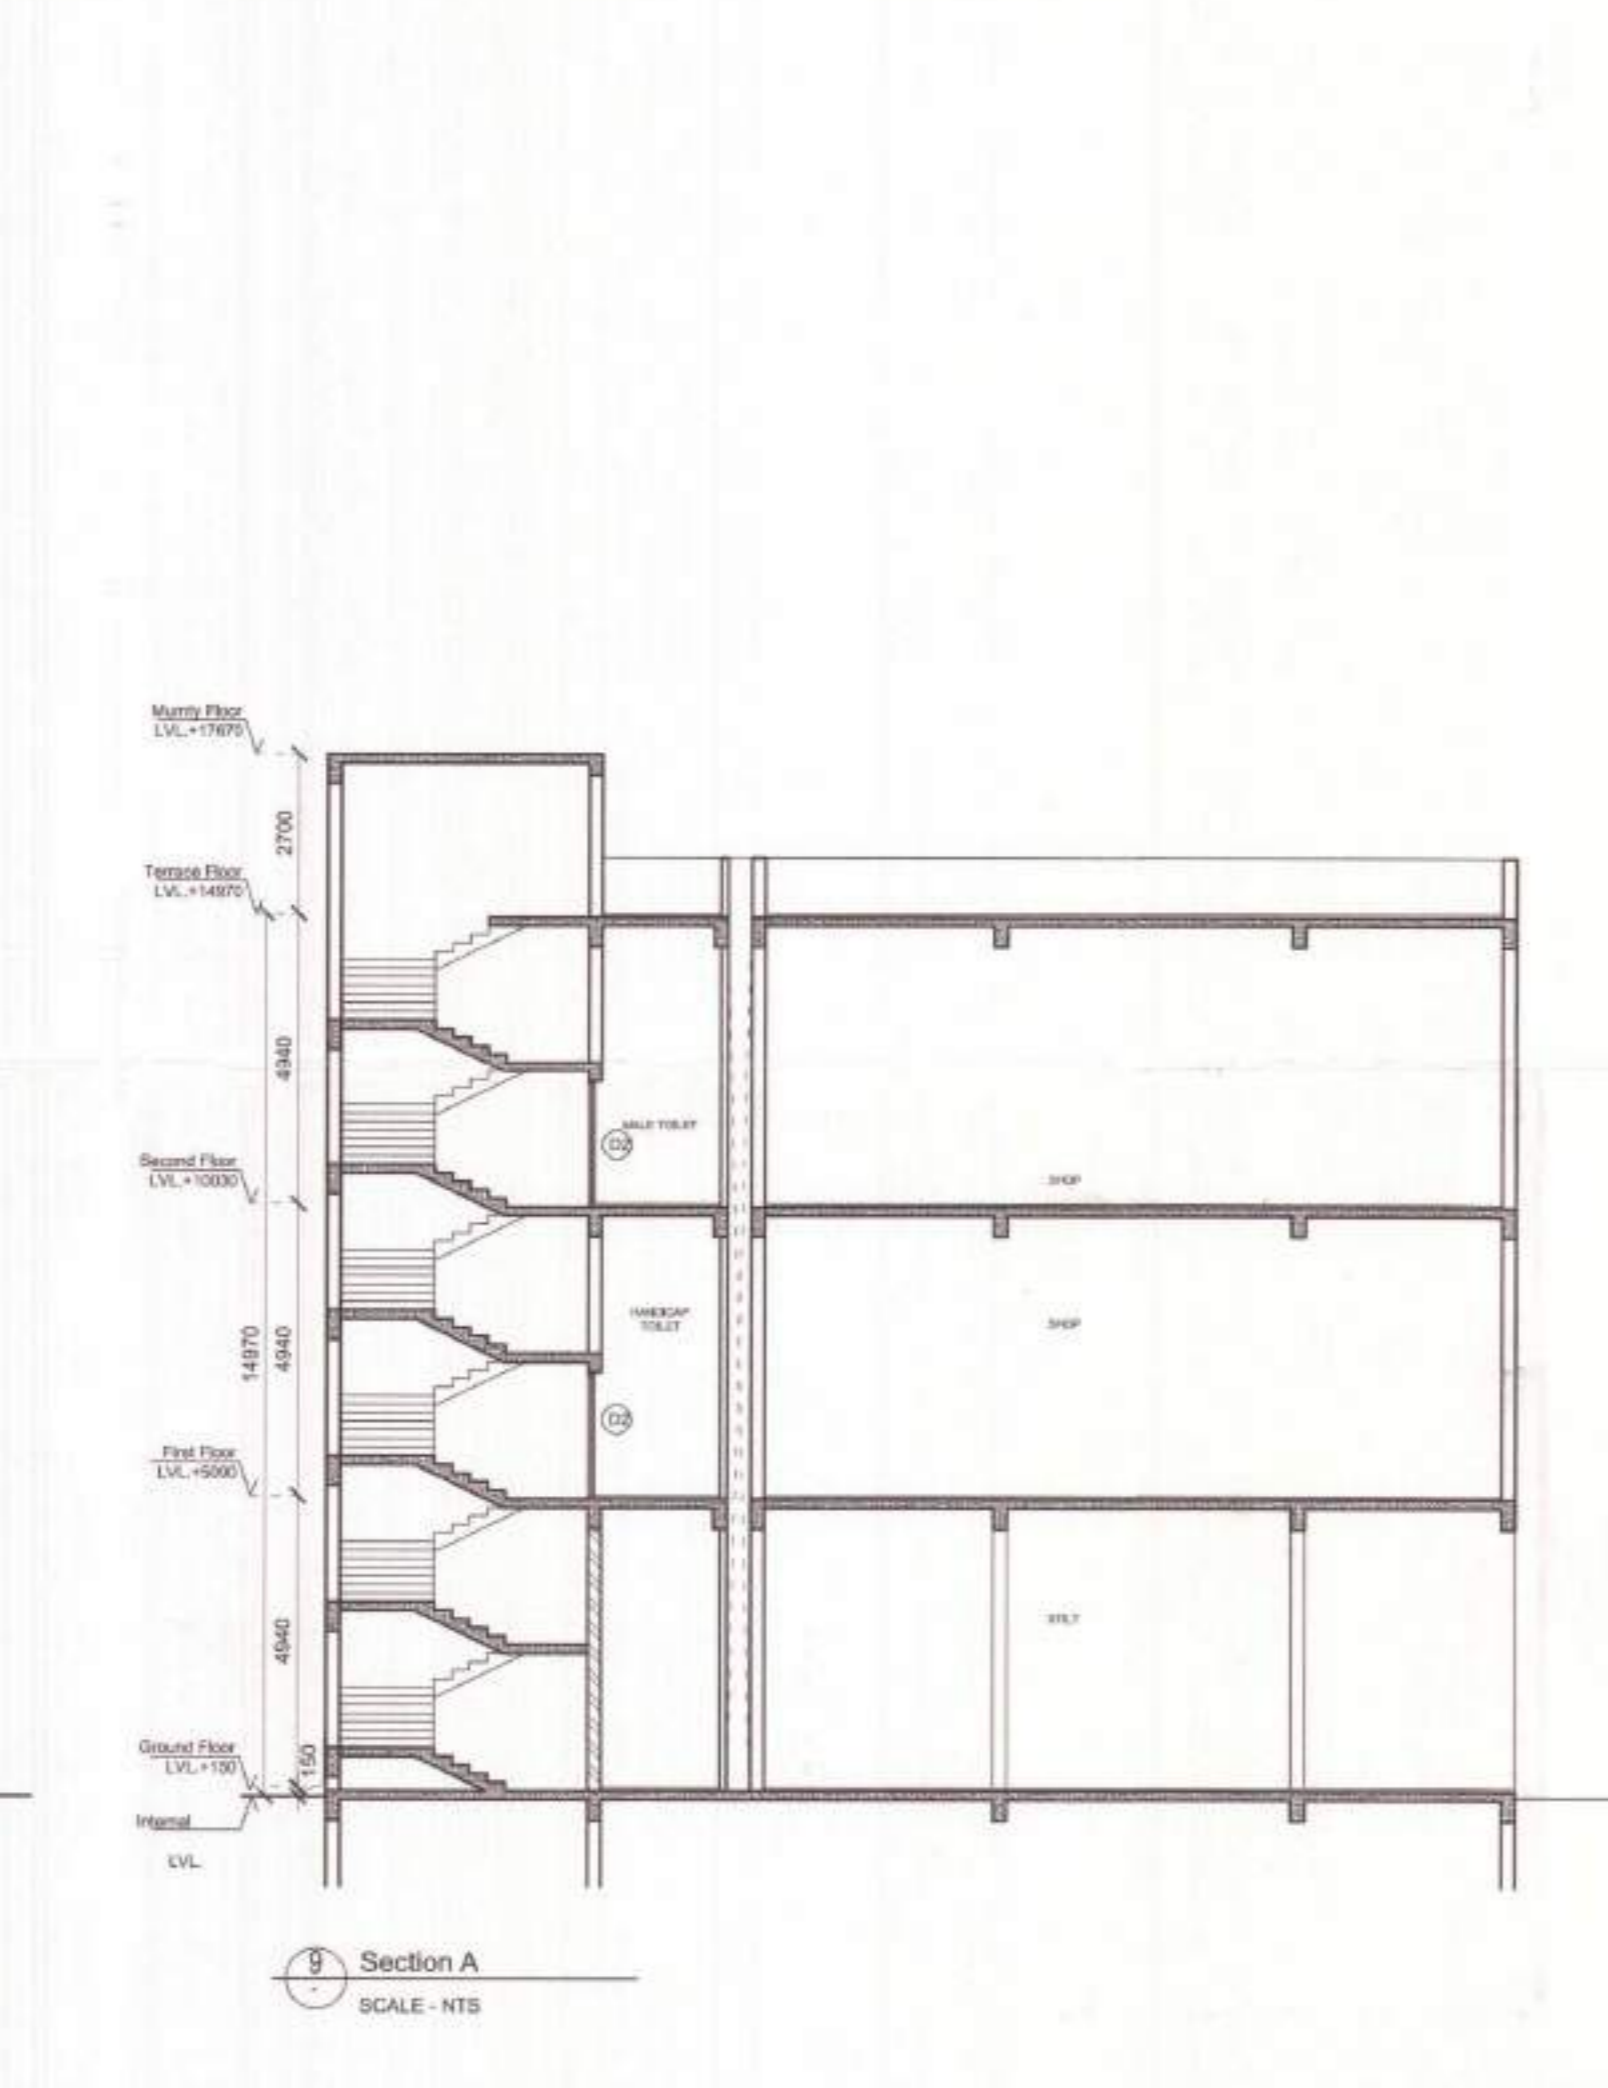 Mumty Floor
LVL.+17670
2700
Terrace Floor
LVL.+14970
4940
MALE TOILET
D2
Second Floor
LVL.+10030
SHOP
HANDICAP
TOILET
SHOP
14970
4940
D2
First Floor
LVL.+5090
4940
STILT
Ground Floor
LVL.+150
150
Internal
LVL.
9
-
Section A
SCALE - NTS